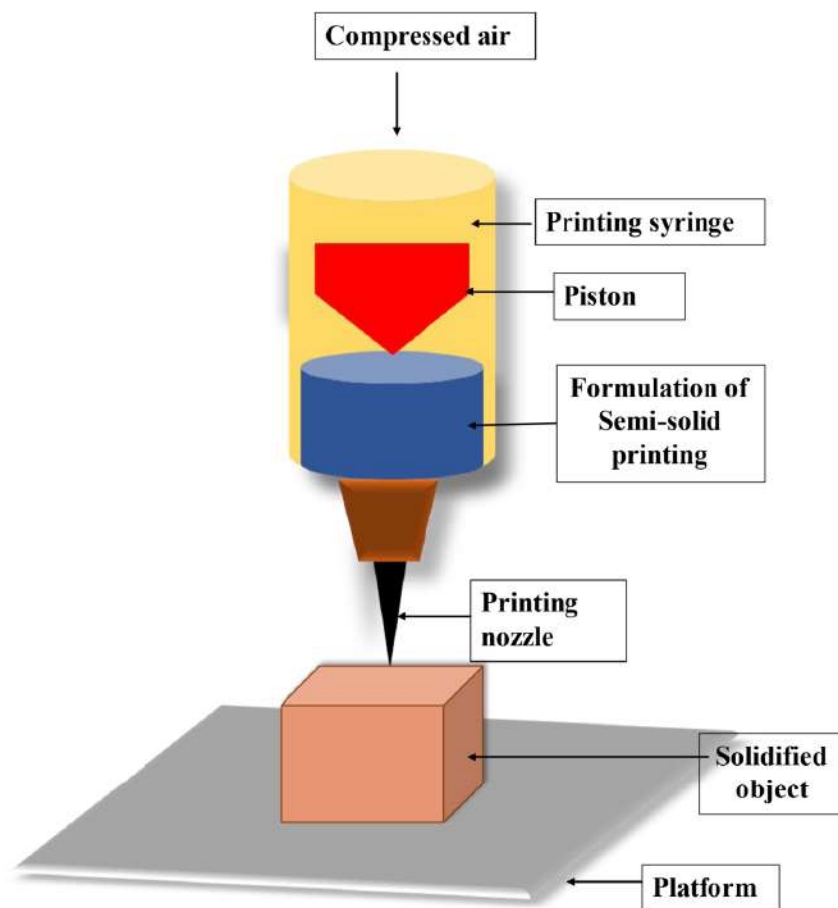 Compressed air
Printing syringe
Piston
Formulation of
Semi-solid
printing
Printing
nozzle
Solidified
object
Platform